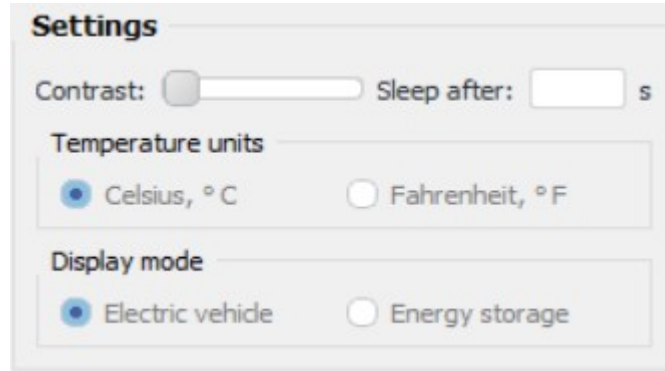 Settings
Contrast: Sleep after: s
Temperature units
Celsius, °C Fahrenheit, °F
Display mode
Electric vehicle Energy storage